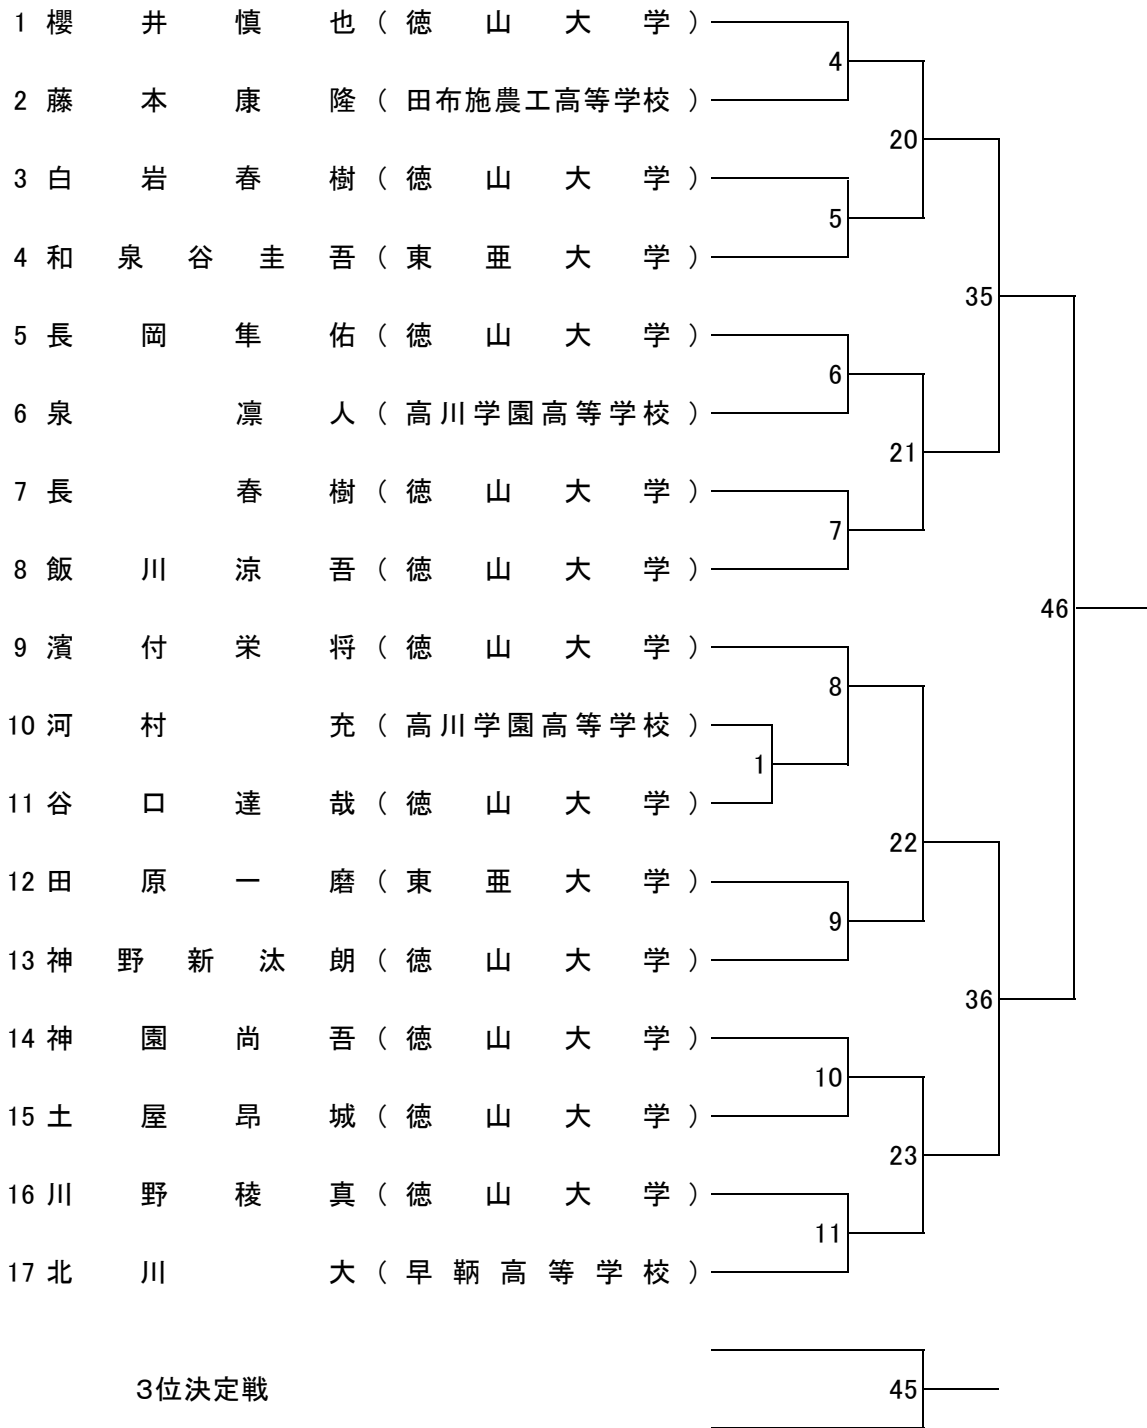 1 櫻井慎也 ( 徳山大学 )
4
2 藤本康隆 ( 田布施農工高等学校 )
20
3 白岩春樹 ( 徳山大学 )
5
4 和泉谷圭吾 ( 東亜大学 )
35
5 長岡隼佑 ( 徳山大学 )
6
6 泉凛人 ( 高川学園高等学校 )
21
7 長春樹 ( 徳山大学 )
7
8 飯川涼吾 ( 徳山大学 )
46
9 濱付栄将 ( 徳山大学 )
8
10 河村充 ( 高川学園高等学校 )
1
11 谷口達哉 ( 徳山大学 )
22
12 田原一磨 ( 東亜大学 )
9
13 神野新汰朗 ( 徳山大学 )
36
14 神園尚吾 ( 徳山大学 )
10
15 土屋昂城 ( 徳山大学 )
23
16 川野稜真 ( 徳山大学 )
11
17 北川大 ( 早鞆高等学校 )
3位決定戦 45